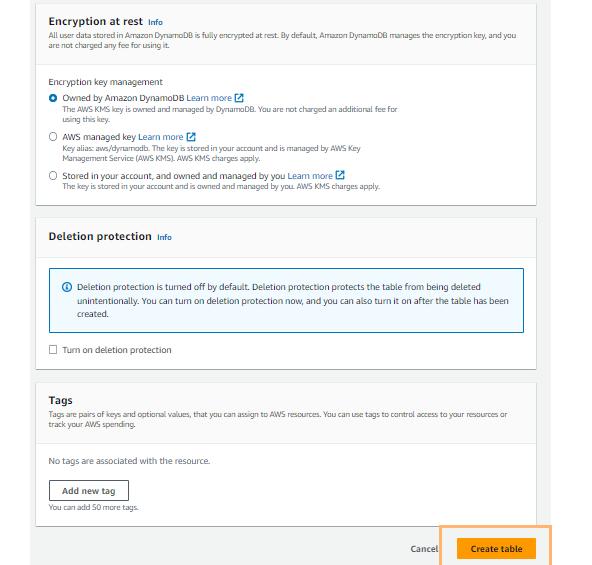 Encryption at rest Info
All user data stored in Amazon DynamoDB is fully encrypted at rest. By default, Amazon DynamoDB manages the encryption key, and you
are not charged any fee for using it.
Encryption key management
Owned by Amazon DynamoDB Learn more
The AWS KMS key is owned and managed by DynamoDB. You are not charged an additional fee for
using this key.
AWS managed key Learn more
Key alias: aws/dynamodb. The key is stored in your account and is managed by AWS Key
Management Service (AWS KMS). AWS KMS charges apply.
Stored in your account, and owned and managed by you Learn more
The key is stored in your account and is owned and managed by you. AWS KMS charges apply.
Deletion protection Info
Deletion protection is turned off by default. Deletion protection protects the table from being deleted
unintentionally. You can turn on deletion protection now, and you can also turn it on after the table has been
created.
Turn on deletion protection
Tags
Tags are pairs of keys and optional values, that you can assign to AWS resources. You can use tags to control access to your resources or
track your AWS spending.
No tags are associated with the resource.
Add new tag
You can add 50 more tags.
Cancel Create table